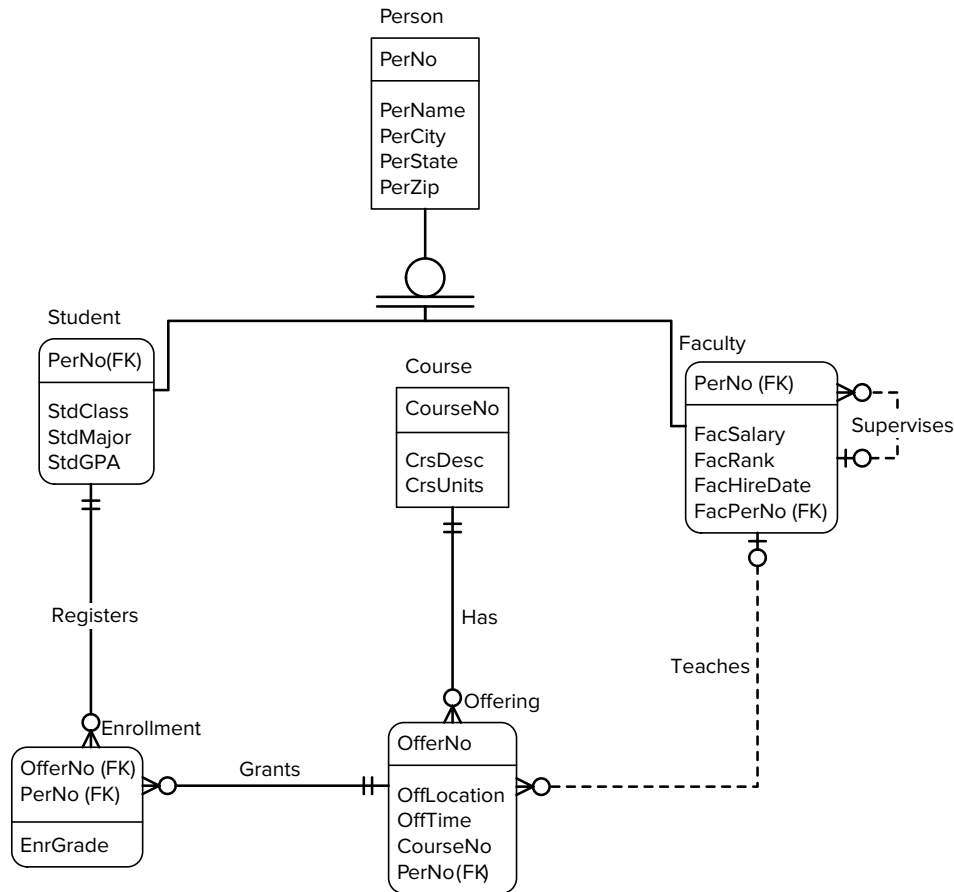 Person
PerNo
PerName
PerCity
PerState
PerZip
Student
PerNo(FK)
StdClass
StdMajor
StdGPA
Course
CourseNo
CrsDesc
CrsUnits
Faculty
PerNo (FK)
FacSalary
FacRank
FacHireDate
FacPerNo (FK)
Supervises
Registers
Has
Teaches
Enrollment
OfferNo (FK)
PerNo (FK)
EnrGrade
Grants
Offering
OfferNo
OffLocation
OffTime
CourseNo
PerNo(FK)